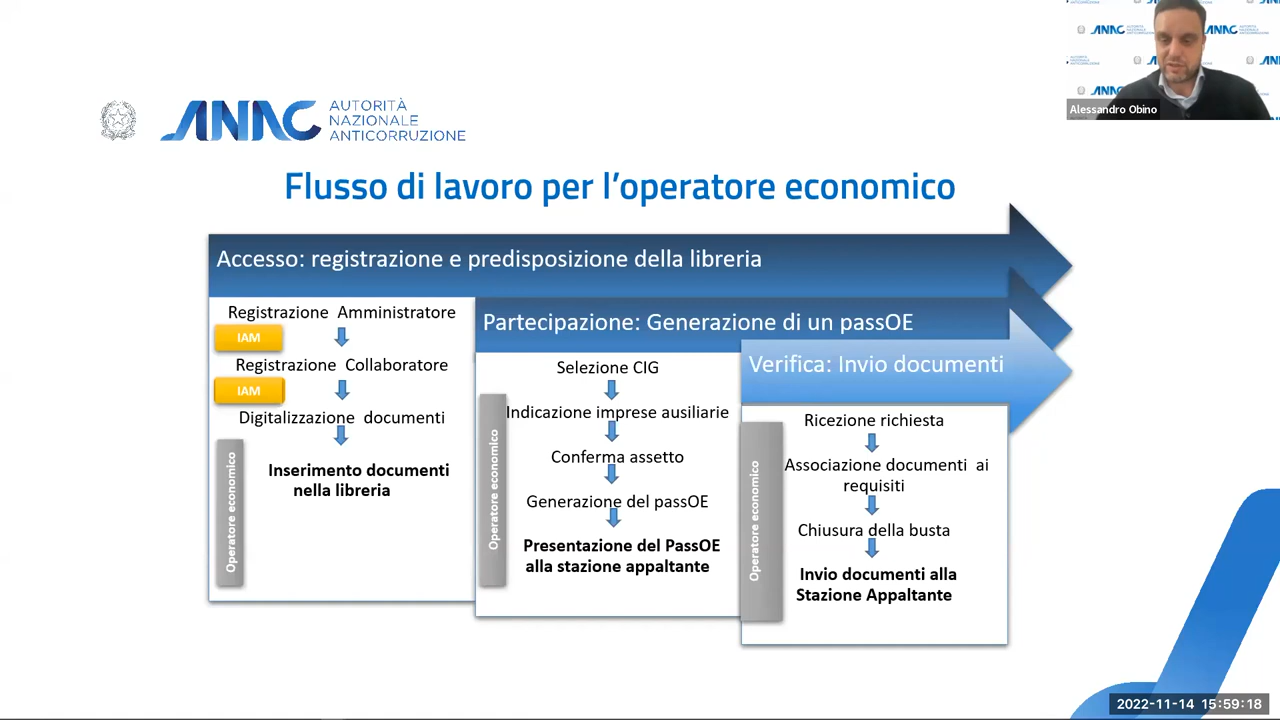 ANAC
AUTORITÀ
NAZIONALE
ANTICORRUZIONE
Alessandro Obino
Flusso di lavoro per l’operatore economico
Accesso: registrazione e predisposizione della libreria
Registrazione Amministratore
IAM
Registrazione Collaboratore
IAM
Digitalizzazione documenti
Inserimento documenti
nella libreria
Operatore economico
Partecipazione: Generazione di un passOE
Selezione CIG
Indicazione imprese ausiliarie
Conferma assetto
Generazione del passOE
Presentazione del PassOE
alla stazione appaltante
Operatore economico
Verifica: Invio documenti
Ricezione richiesta
Associazione documenti ai
requisiti
Chiusura della busta
Invio documenti alla
Stazione Appaltante
Operatore economico
2022-11-14 15:59:18